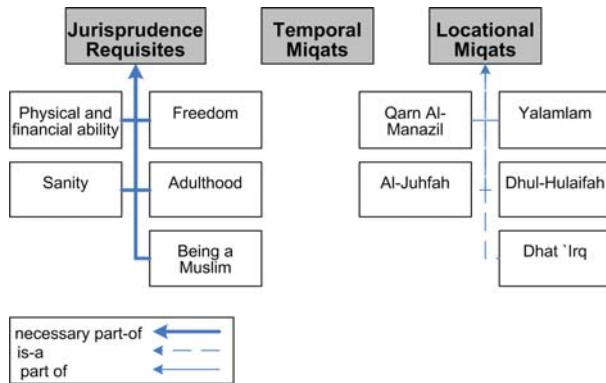 Jurisprudence
Requisites
Temporal
Miqats
Locational
Miqats
Physical and
financial ability
Freedom
Qarn Al-
Manazil
Yalamlam
Sanity
Adulthood
Al-Juhfah
Dhul-Hulaifah
Being a
Muslim
Dhat `Irq
necessary part-of
is-a
part of